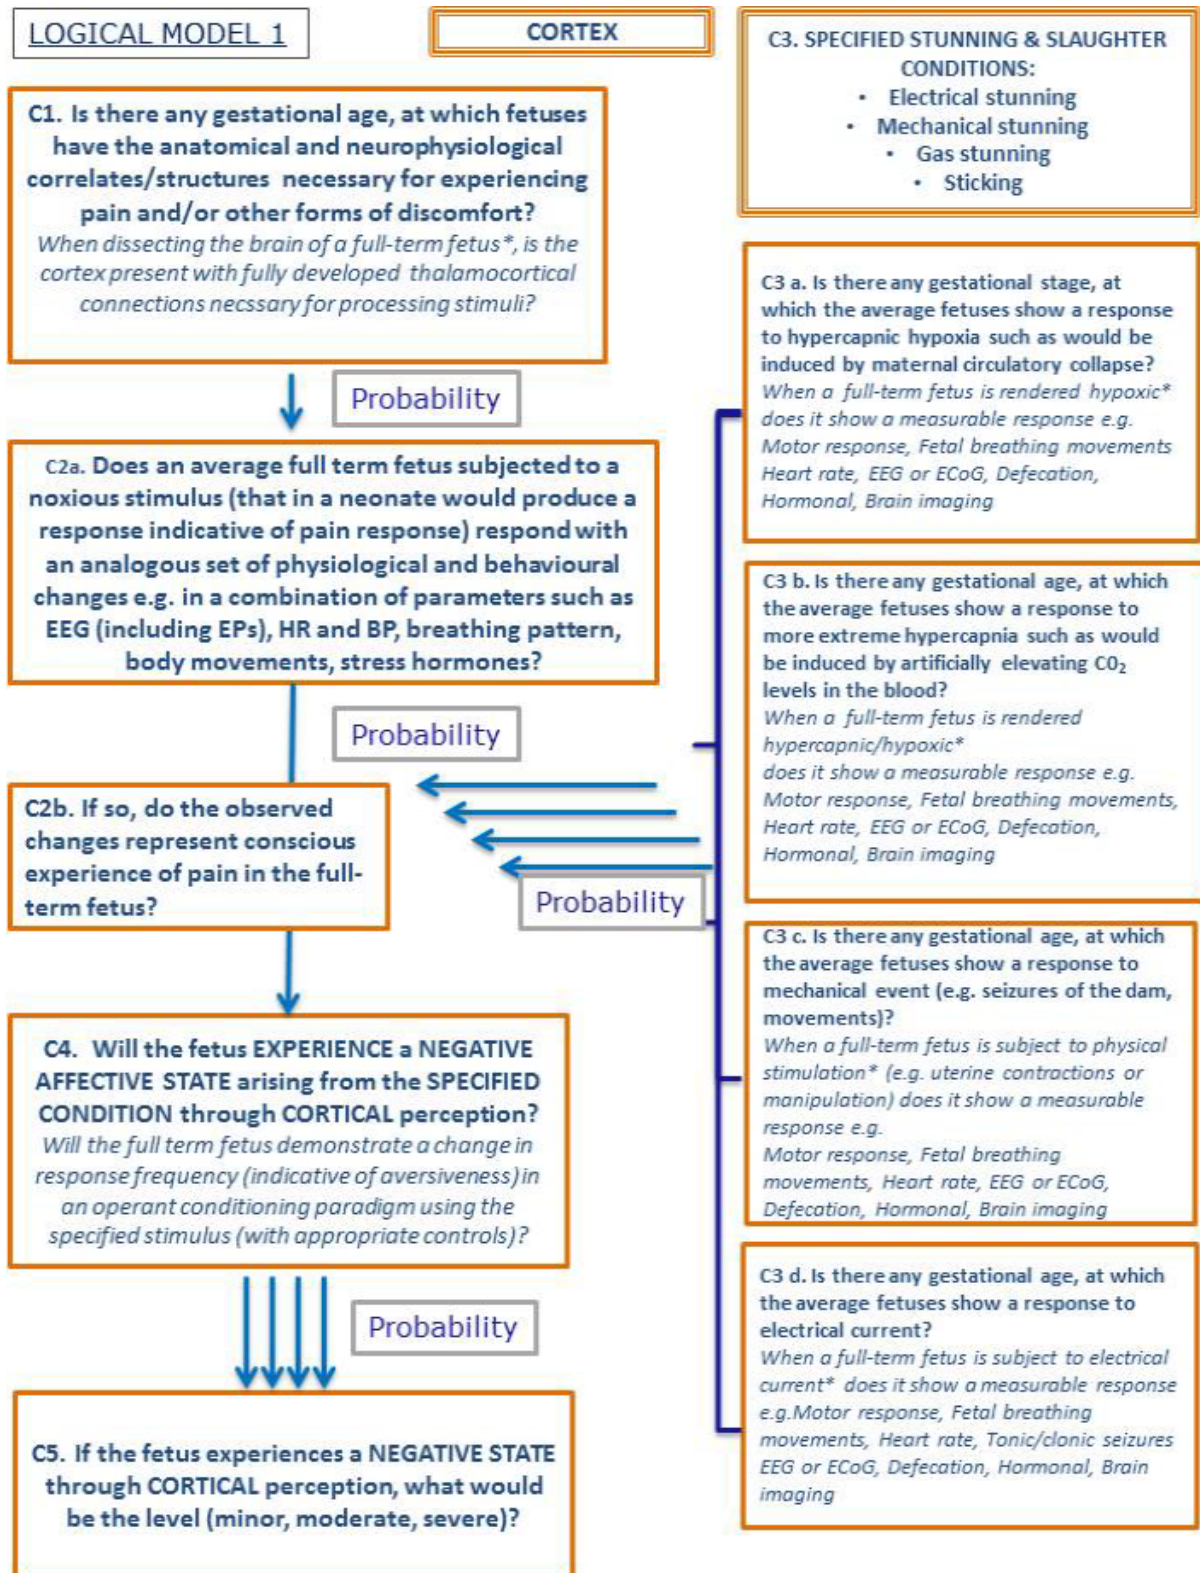 LOGICAL MODEL 1
CORTEX
C3. SPECIFIED STUNNING & SLAUGHTER
CONDITIONS:
• Electrical stunning
• Mechanical stunning
• Gas stunning
• Sticking
C1. Is there any gestational age, at which fetuses
have the anatomical and neurophysiological
correlates/structures necessary for experiencing
pain and/or other forms of discomfort?
When dissecting the brain of a full-term fetus*, is the
cortex present with fully developed thalamocortical
connections necssary for processing stimuli?
Probability
C2a. Does an average full term fetus subjected to a
noxious stimulus (that in a neonate would produce a
response indicative of pain response) respond with
an analogous set of physiological and behavioural
changes e.g. in a combination of parameters such as
EEG (including EPs), HR and BP, breathing pattern,
body movements, stress hormones?
Probability
C2b. If so, do the observed
changes represent conscious
experience of pain in the full-
term fetus?
Probability
C4. Will the fetus EXPERIENCE a NEGATIVE
AFFECTIVE STATE arising from the SPECIFIED
CONDITION through CORTICAL perception?
Will the full term fetus demonstrate a change in
response frequency (indicative of aversiveness) in
an operant conditioning paradigm using the
specified stimulus (with appropriate controls)?
Probability
C5. If the fetus experiences a NEGATIVE STATE
through CORTICAL perception, what would
be the level (minor, moderate, severe)?
C3 a. Is there any gestational stage, at
which the average fetuses show a response
to hypercapnic hypoxia such as would be
induced by maternal circulatory collapse?
When a full-term fetus is rendered hypoxic*
does it show a measurable response e.g.
Motor response, Fetal breathing movements
Heart rate, EEG or ECoG, Defecation,
Hormonal, Brain imaging
C3 b. Is there any gestational age, at which
the average fetuses show a response to
more extreme hypercapnia such as would
be induced by artificially elevating C0₂
levels in the blood?
When a full-term fetus is rendered
hypercapnic/hypoxic*
does it show a measurable response e.g.
Motor response, Fetal breathing movements,
Heart rate, EEG or ECoG, Defecation,
Hormonal, Brain imaging
C3 c. Is there any gestational age, at which
the average fetuses show a response to
mechanical event (e.g. seizures of the dam,
movements)?
When a full-term fetus is subject to physical
stimulation* (e.g. uterine contractions or
manipulation) does it show a measurable
response e.g.
Motor response, Fetal breathing
movements, Heart rate, EEG or ECoG,
Defecation, Hormonal, Brain imaging
C3 d. Is there any gestational age, at which
the average fetuses show a response to
electrical current?
When a full-term fetus is subject to electrical
current* does it show a measurable response
e.g.Motor response, Fetal breathing
movements, Heart rate, Tonic/clonic seizures
EEG or ECoG, Defecation, Hormonal, Brain
imaging